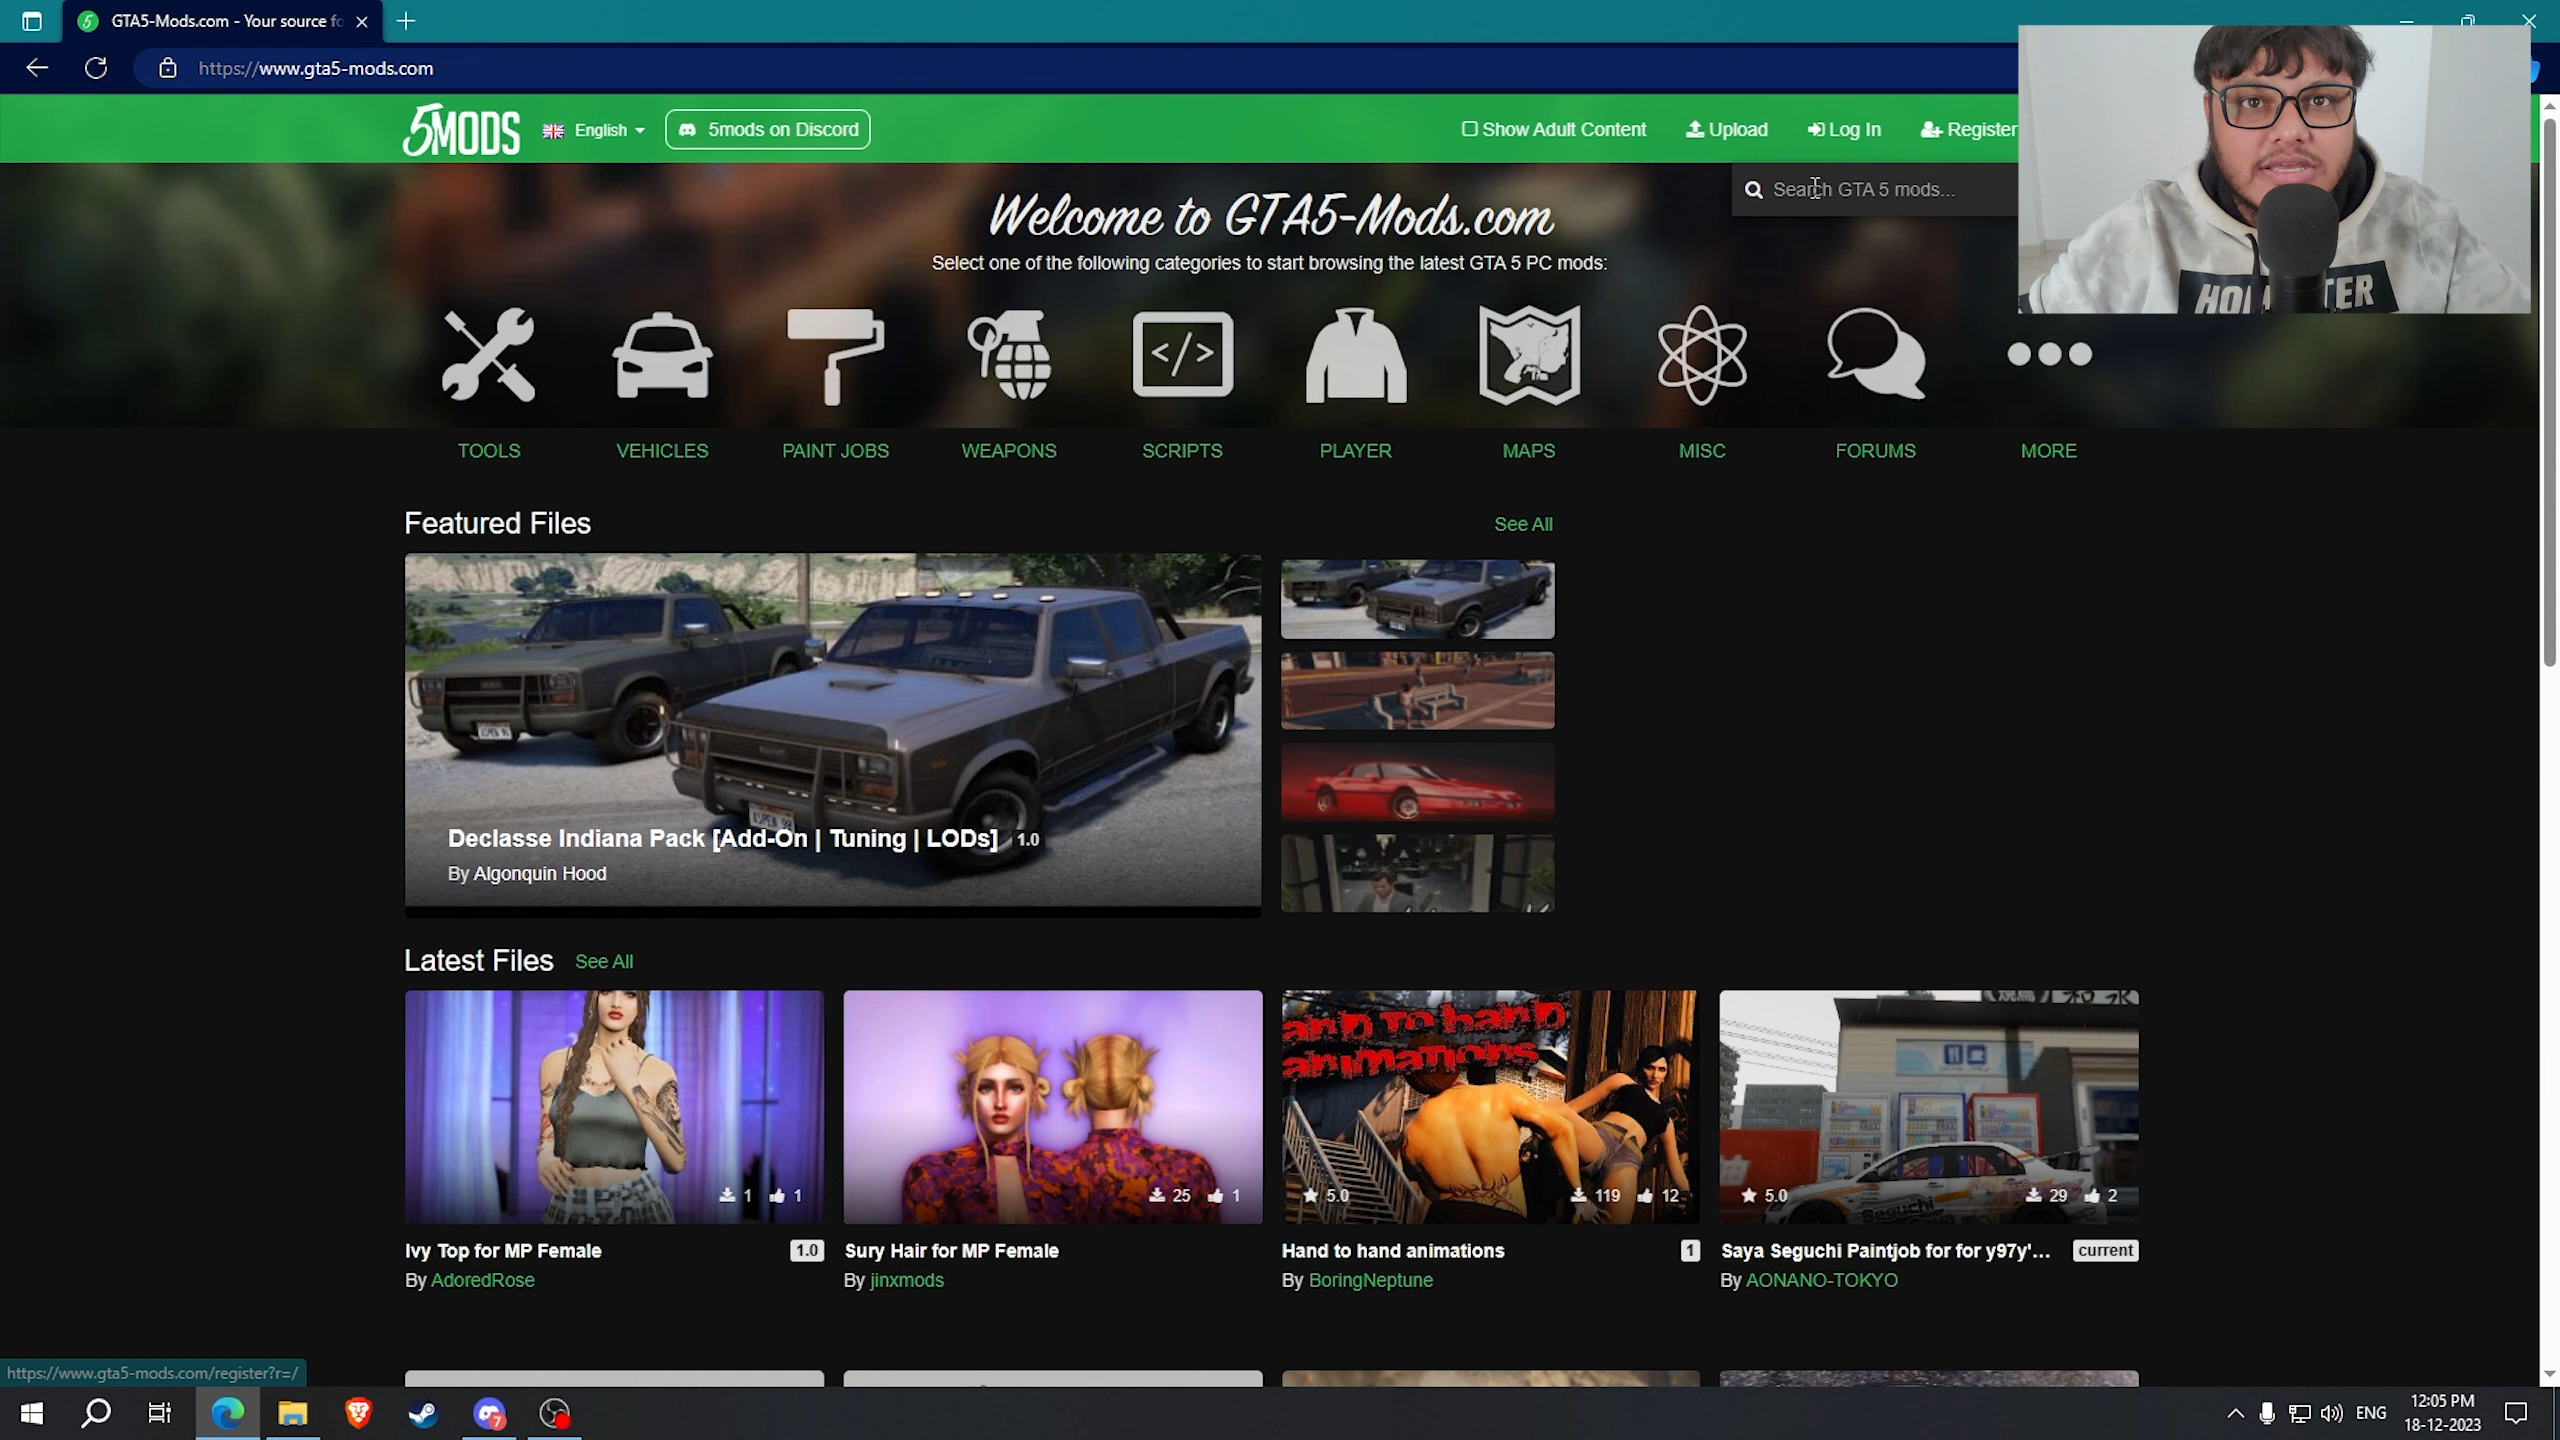 GTA5-Mods.com - Your source fo
https://www.gta5-mods.com
5MODS
English
5mods on Discord
Show Adult Content
Upload
Log In
Register
Search GTA 5 mods...
HOL TER
Welcome to GTA5-Mods.com
Select one of the following categories to start browsing the latest GTA 5 PC mods:
TOOLS
VEHICLES
PAINT JOBS
WEAPONS
SCRIPTS
PLAYER
MAPS
MISC
FORUMS
MORE
Featured Files
See All
Declasse Indiana Pack [Add-On | Tuning | LODs] 1.0
By Algonquin Hood
Latest Files See All
and to hand
animations
1 1
25 1
5.0 119 12
5.0 29 2
Ivy Top for MP Female 1.0
By AdoredRose
Sury Hair for MP Female
By jinxmods
Hand to hand animations 1
By BoringNeptune
Saya Seguchi Paintjob for for y97y'... current
By AONANO-TOKYO
https://www.gta5-mods.com/register?r=/
7
ENG
12:05 PM
18-12-2023